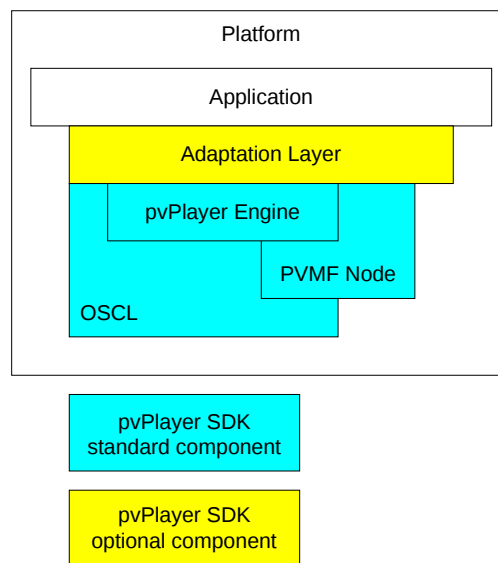 Platform
Application
Adaptation Layer
pvPlayer Engine
PVMF Node
OSCL
pvPlayer SDK
standard component
pvPlayer SDK
optional component